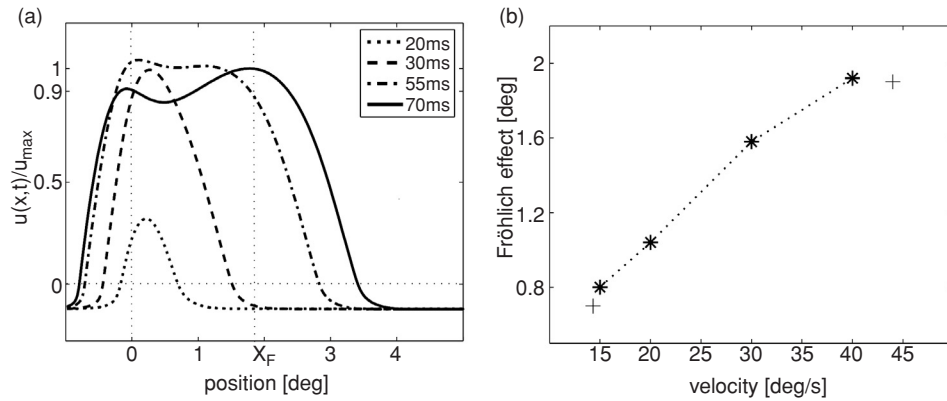 (a)
20ms
30ms
55ms
70ms
1
0.9
0.5
0
u(x,t)/u_max
0 1 X_F 3 4
position [deg]
(b)
2
1.6
1.2
0.8
Fröhlich effect [deg]
15 20 25 30 35 40 45
velocity [deg/s]